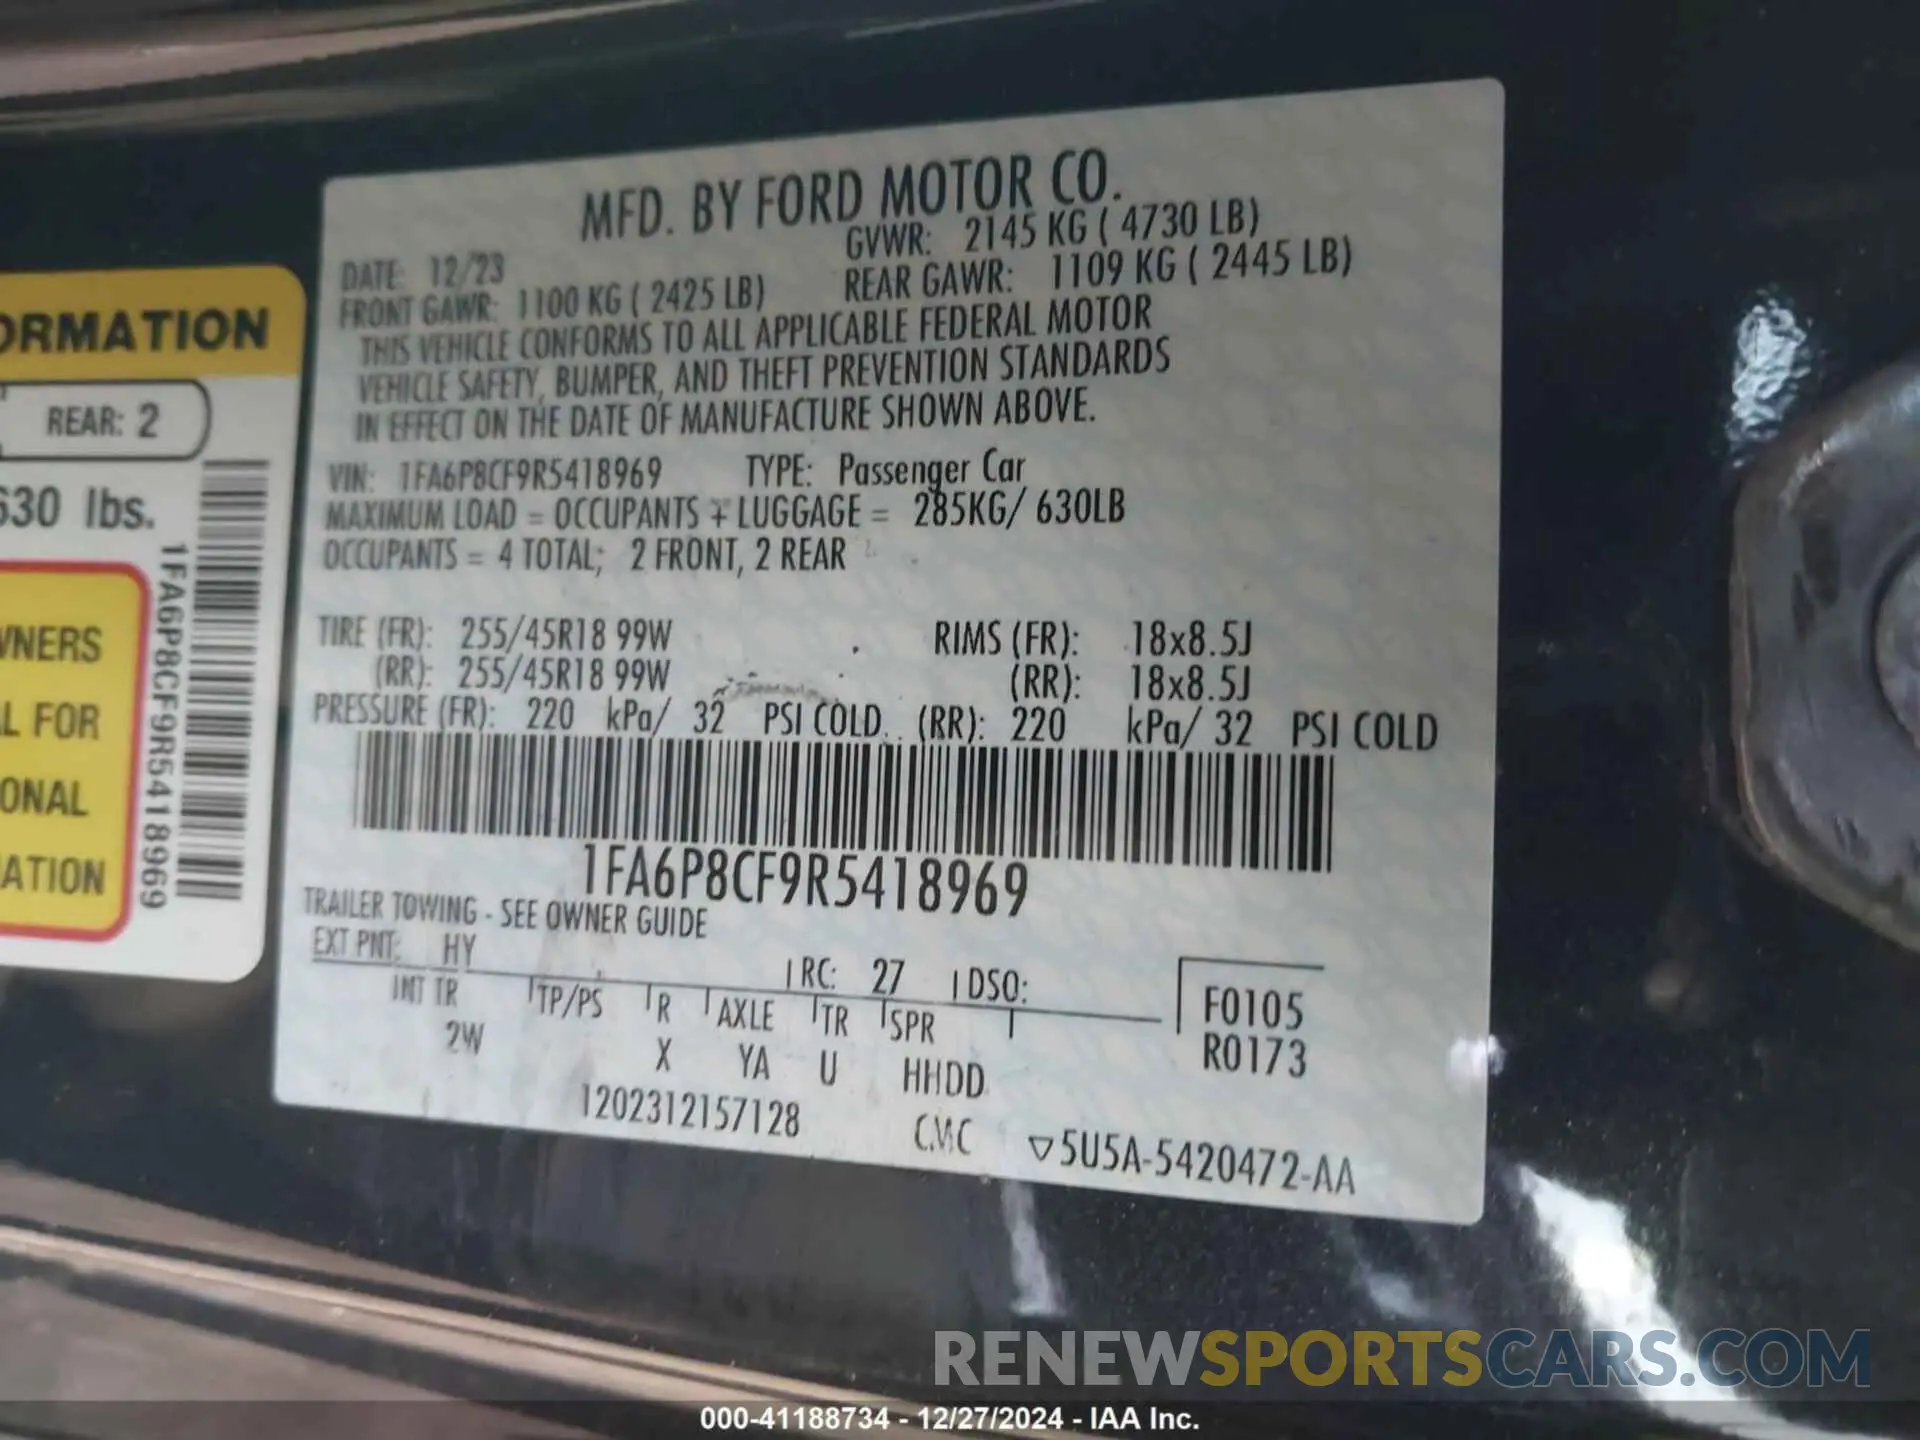 ORMATION
REAR: 2
630 lbs.
WNERS
L FOR
ONAL
ATION
1FA6P8CF9R5418969
MFD. BY FORD MOTOR CO.
DATE: 12/23 GVWR: 2145 KG ( 4730 LB)
FRONT GAWR: 1100 KG ( 2425 LB) REAR GAWR: 1109 KG ( 2445 LB)
THIS VEHICLE CONFORMS TO ALL APPLICABLE FEDERAL MOTOR
VEHICLE SAFETY, BUMPER, AND THEFT PREVENTION STANDARDS
IN EFFECT ON THE DATE OF MANUFACTURE SHOWN ABOVE.
VIN: 1FA6P8CF9R5418969 TYPE: Passenger Car
MAXIMUM LOAD = OCCUPANTS + LUGGAGE = 285KG/ 630LB
OCCUPANTS = 4 TOTAL; 2 FRONT, 2 REAR
TIRE (FR): 255/45R18 99W RIMS (FR): 18x8.5J
(RR): 255/45R18 99W (RR): 18x8.5J
PRESSURE (FR): 220 kPa/ 32 PSI COLD (RR): 220 kPa/ 32 PSI COLD
1FA6P8CF9R5418969
TRAILER TOWING - SEE OWNER GUIDE
EXT PNT: HY RC: 27 DSO:
INT TR TP/PS R AXLE TR SPR F0105
2W X YA U HHDD R0173
1202312157128 CMC 5U5A-5420472-AA
RENEWSPORTSCARS.COM
000-41188734 - 12/27/2024 - IAA Inc.